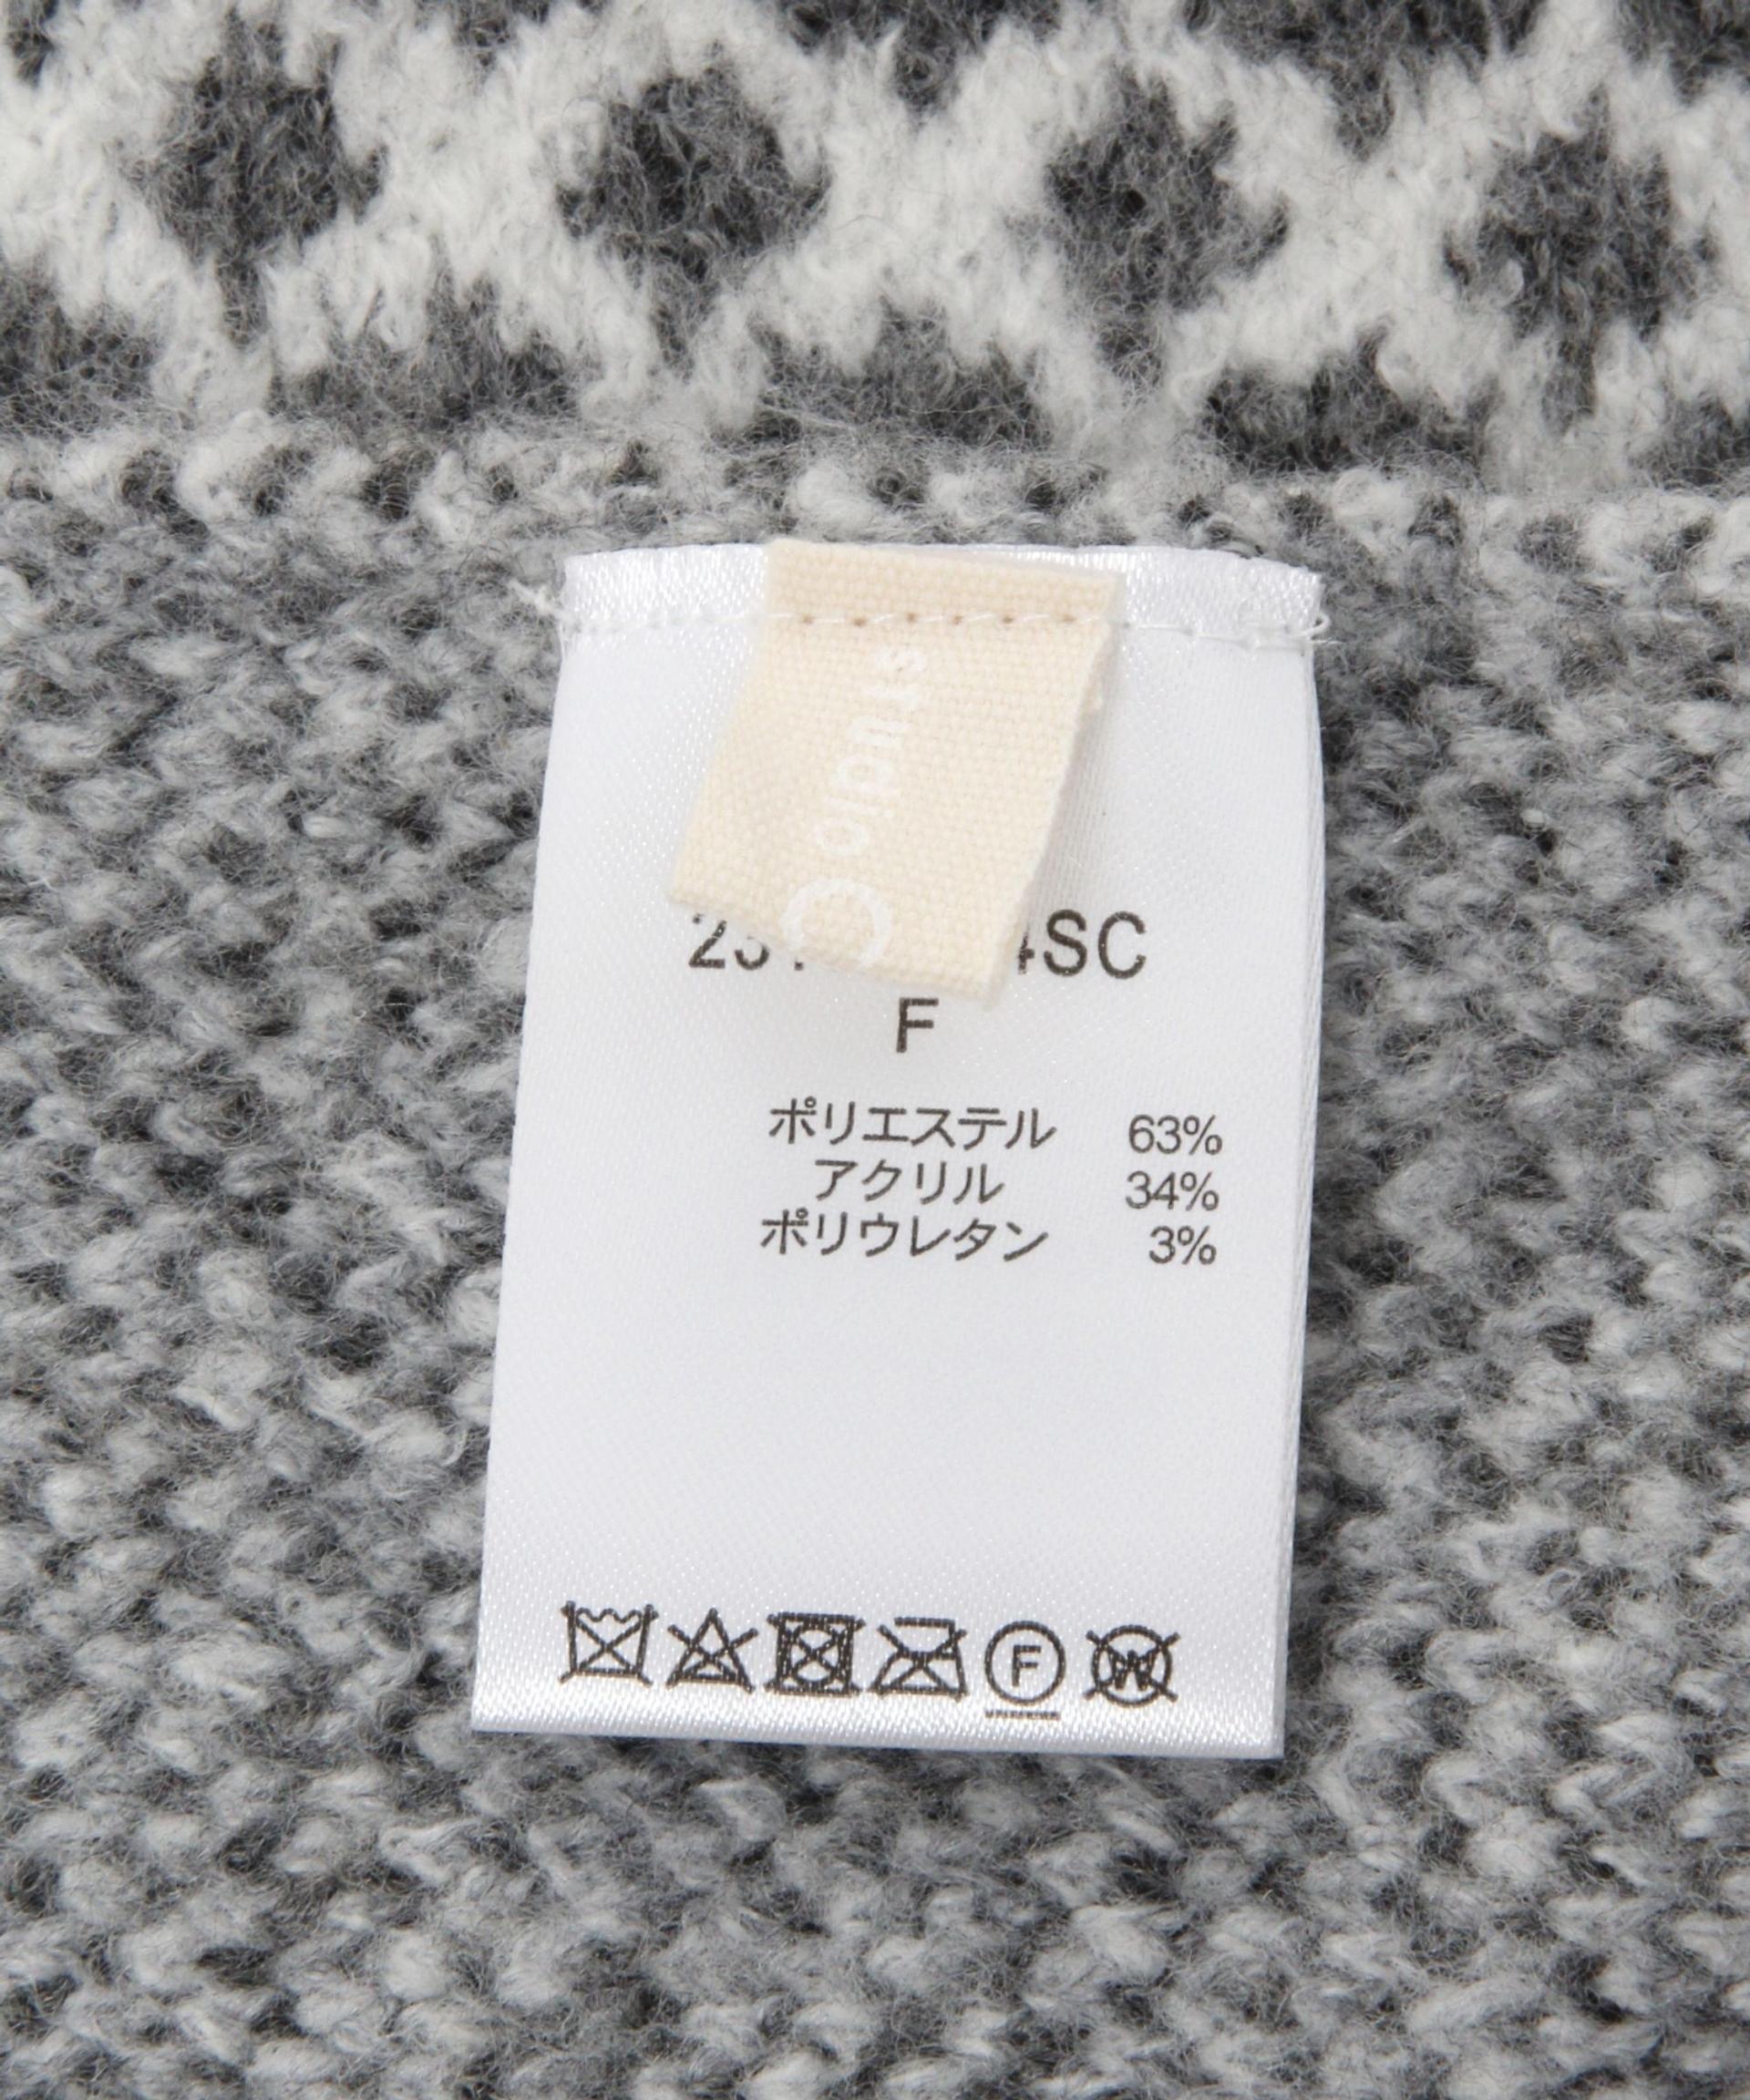 studio C
4SC
F
ポリエステル 63%
アクリル 34%
ポリウレタン 3%
F
W